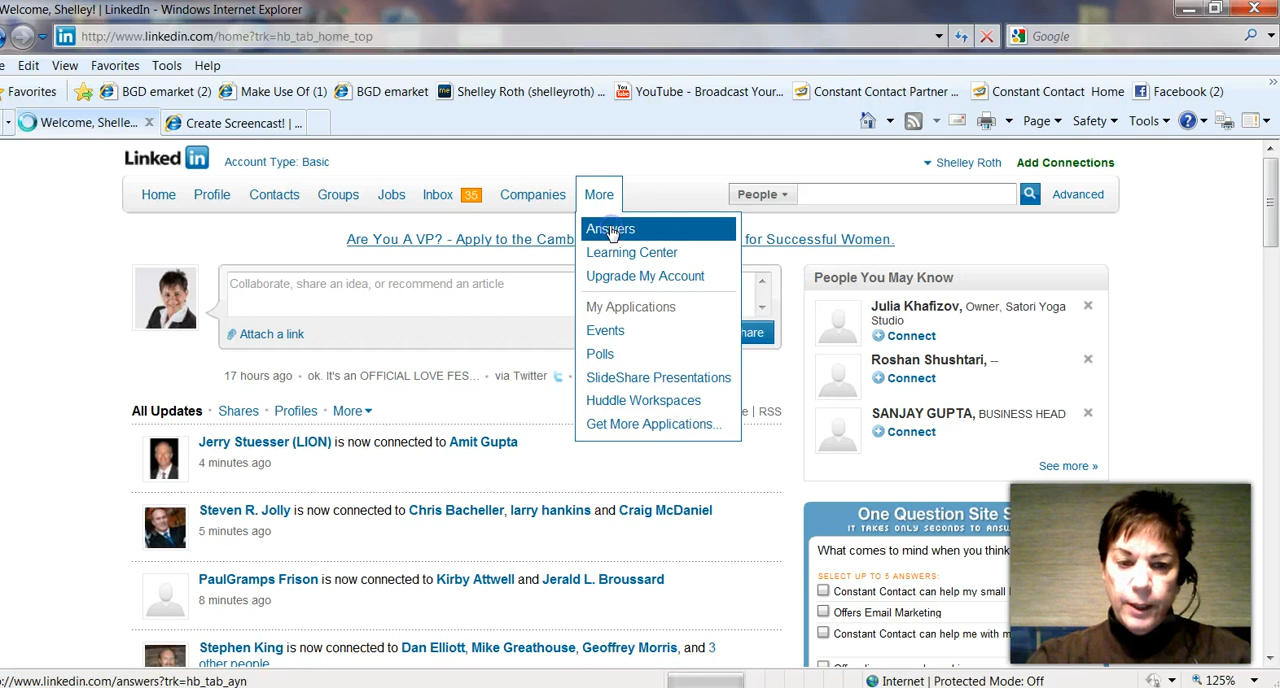 Welcome, Shelley! | LinkedIn - Windows Internet Explorer
http://www.linkedin.com/home?trk=hb_tab_home_top
Google
Edit View Favorites Tools Help
Favorites BGD emarket (2) Make Use Of (1) BGD emarket Shelley Roth (shelleyroth) ... YouTube - Broadcast Your... Constant Contact Partner ... Constant Contact Home Facebook (2)
Welcome, Shelle... Create Screencast! | ... Page Safety Tools
Linked in Account Type: Basic Shelley Roth Add Connections
Home Profile Contacts Groups Jobs Inbox 35 Companies More People Advanced
Answers
Are You A VP? - Apply to the Camb for Successful Women.
Learning Center
Upgrade My Account
My Applications
Events
Polls
SlideShare Presentations
Huddle Workspaces
Get More Applications...
Collaborate, share an idea, or recommend an article
Attach a link
hare
17 hours ago • ok. It's an OFFICIAL LOVE FES... • via Twitter
All Updates • Shares • Profiles • More
| RSS
Jerry Stuesser (LION) is now connected to Amit Gupta
4 minutes ago
Steven R. Jolly is now connected to Chris Bacheller, larry hankins and Craig McDaniel
5 minutes ago
PaulGramps Frison is now connected to Kirby Attwell and Jerald L. Broussard
8 minutes ago
Stephen King is now connected to Dan Elliott, Mike Greathouse, Geoffrey Morris, and 3
other people
People You May Know
Julia Khafizov, Owner, Satori Yoga
Studio
Connect
Roshan Shushtari, --
Connect
SANJAY GUPTA, BUSINESS HEAD
Connect
See more »
One Question Site S
IT TAKES ONLY SECONDS TO ANSW
What comes to mind when you think
SELECT UP TO 5 ANSWERS:
Constant Contact can help my small
Offers Email Marketing
Constant Contact can help me with m
://www.linkedin.com/answers?trk=hb_tab_ayn
Internet | Protected Mode: Off
125%